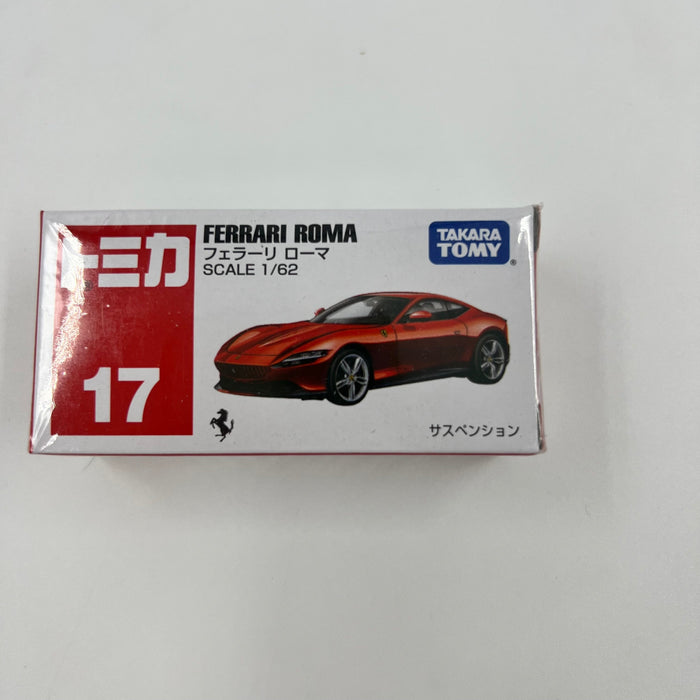 トミカ
17
FERRARI ROMA
フェラーリ ローマ
SCALE 1/62
TAKARA
TOMY®
サスペンション